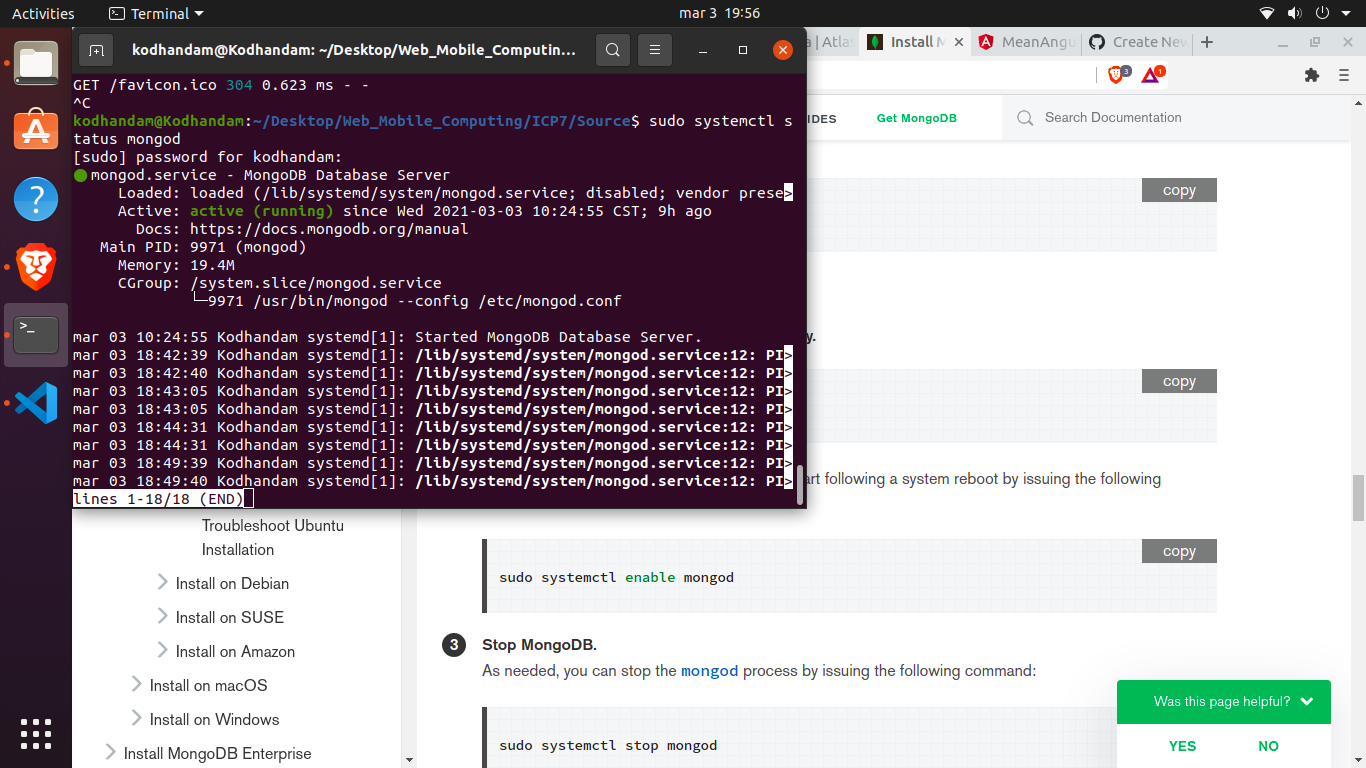 Activities
Terminal
mar 3 19:56
kodhandam@Kodhandam: ~/Desktop/Web_Mobile_Computin...
GET /favicon.ico 304 0.623 ms - -
^C
kodhandam@Kodhandam:~/Desktop/Web_Mobile_Computing/ICP7/Source$ sudo systemctl s
tatus mongod
[sudo] password for kodhandam:
mongod.service - MongoDB Database Server
Loaded: loaded (/lib/systemd/system/mongod.service; disabled; vendor prese>
Active: active (running) since Wed 2021-03-03 10:24:55 CST; 9h ago
Docs: https://docs.mongodb.org/manual
Main PID: 9971 (mongod)
Memory: 19.4M
CGroup: /system.slice/mongod.service
└─9971 /usr/bin/mongod --config /etc/mongod.conf
mar 03 10:24:55 Kodhandam systemd[1]: Started MongoDB Database Server.
mar 03 18:42:39 Kodhandam systemd[1]: /lib/systemd/system/mongod.service:12: PI>
mar 03 18:42:40 Kodhandam systemd[1]: /lib/systemd/system/mongod.service:12: PI>
mar 03 18:43:05 Kodhandam systemd[1]: /lib/systemd/system/mongod.service:12: PI>
mar 03 18:43:05 Kodhandam systemd[1]: /lib/systemd/system/mongod.service:12: PI>
mar 03 18:44:31 Kodhandam systemd[1]: /lib/systemd/system/mongod.service:12: PI>
mar 03 18:44:31 Kodhandam systemd[1]: /lib/systemd/system/mongod.service:12: PI>
mar 03 18:49:39 Kodhandam systemd[1]: /lib/systemd/system/mongod.service:12: PI>
mar 03 18:49:40 Kodhandam systemd[1]: /lib/systemd/system/mongod.service:12: PI>
lines 1-18/18 (END)
a | Atlas
Install M
MeanAngu
Create New
3
1
IDES
Get MongoDB
Search Documentation
copy
y.
copy
art following a system reboot by issuing the following
copy
sudo systemctl enable mongod
3
Stop MongoDB.
As needed, you can stop the mongod process by issuing the following command:
sudo systemctl stop mongod
Troubleshoot Ubuntu
Installation
Install on Debian
Install on SUSE
Install on Amazon
Install on macOS
Install on Windows
Install MongoDB Enterprise
Was this page helpful?
YES
NO